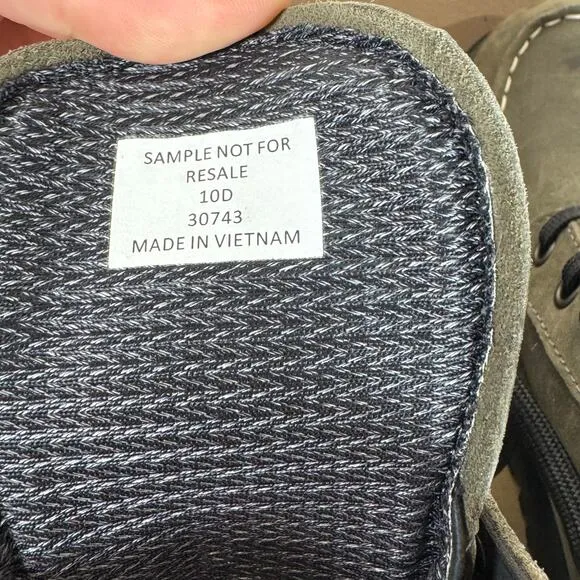 SAMPLE NOT FOR
RESALE
10D
30743
MADE IN VIETNAM